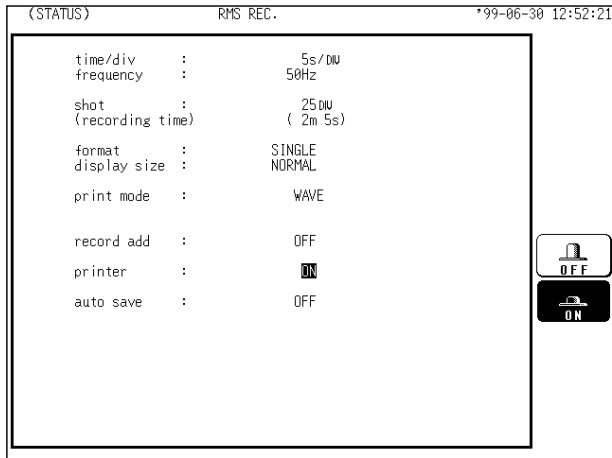 (STATUS) RMS REC. '99-06-30 12:52:21
time/div : 5s/DIV
frequency : 50Hz
shot : 25DIV
(recording time) ( 2m 5s)
format : SINGLE
display size : NORMAL
print mode : WAVE
record add : OFF
printer : ON
auto save : OFF
OFF
ON